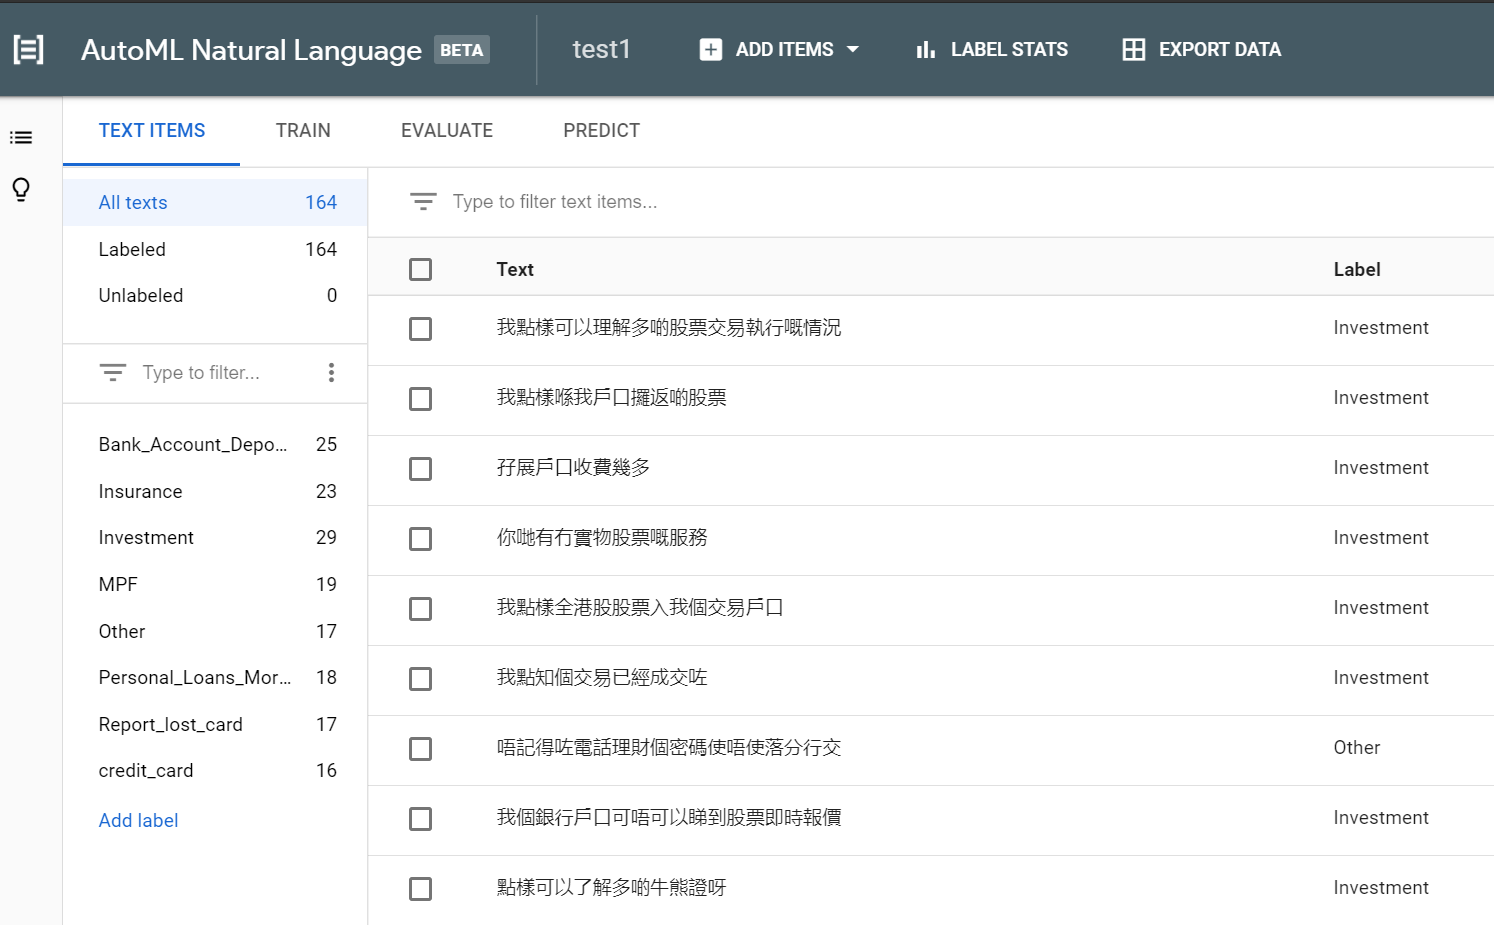 AutoML Natural Language BETA
test1
ADD ITEMS
LABEL STATS
EXPORT DATA
TEXT ITEMS
TRAIN
EVALUATE
PREDICT
All texts 164
Labeled 164
Unlabeled 0
Type to filter...
Bank_Account_Depo... 25
Insurance 23
Investment 29
MPF 19
Other 17
Personal_Loans_Mor... 18
Report_lost_card 17
credit_card 16
Add label
Type to filter text items...
Text Label
我點樣可以理解多啲股票交易執行嘅情況 Investment
我點樣喺我戶口攞返啲股票 Investment
孖展戶口收費幾多 Investment
你哋有冇實物股票嘅服務 Investment
我點樣全港股股票入我個交易戶口 Investment
我點知個交易已經成交咗 Investment
唔記得咗電話理財個密碼使唔使落分行交 Other
我個銀行戶口可唔可以睇到股票即時報價 Investment
點樣可以了解多啲牛熊證呀 Investment